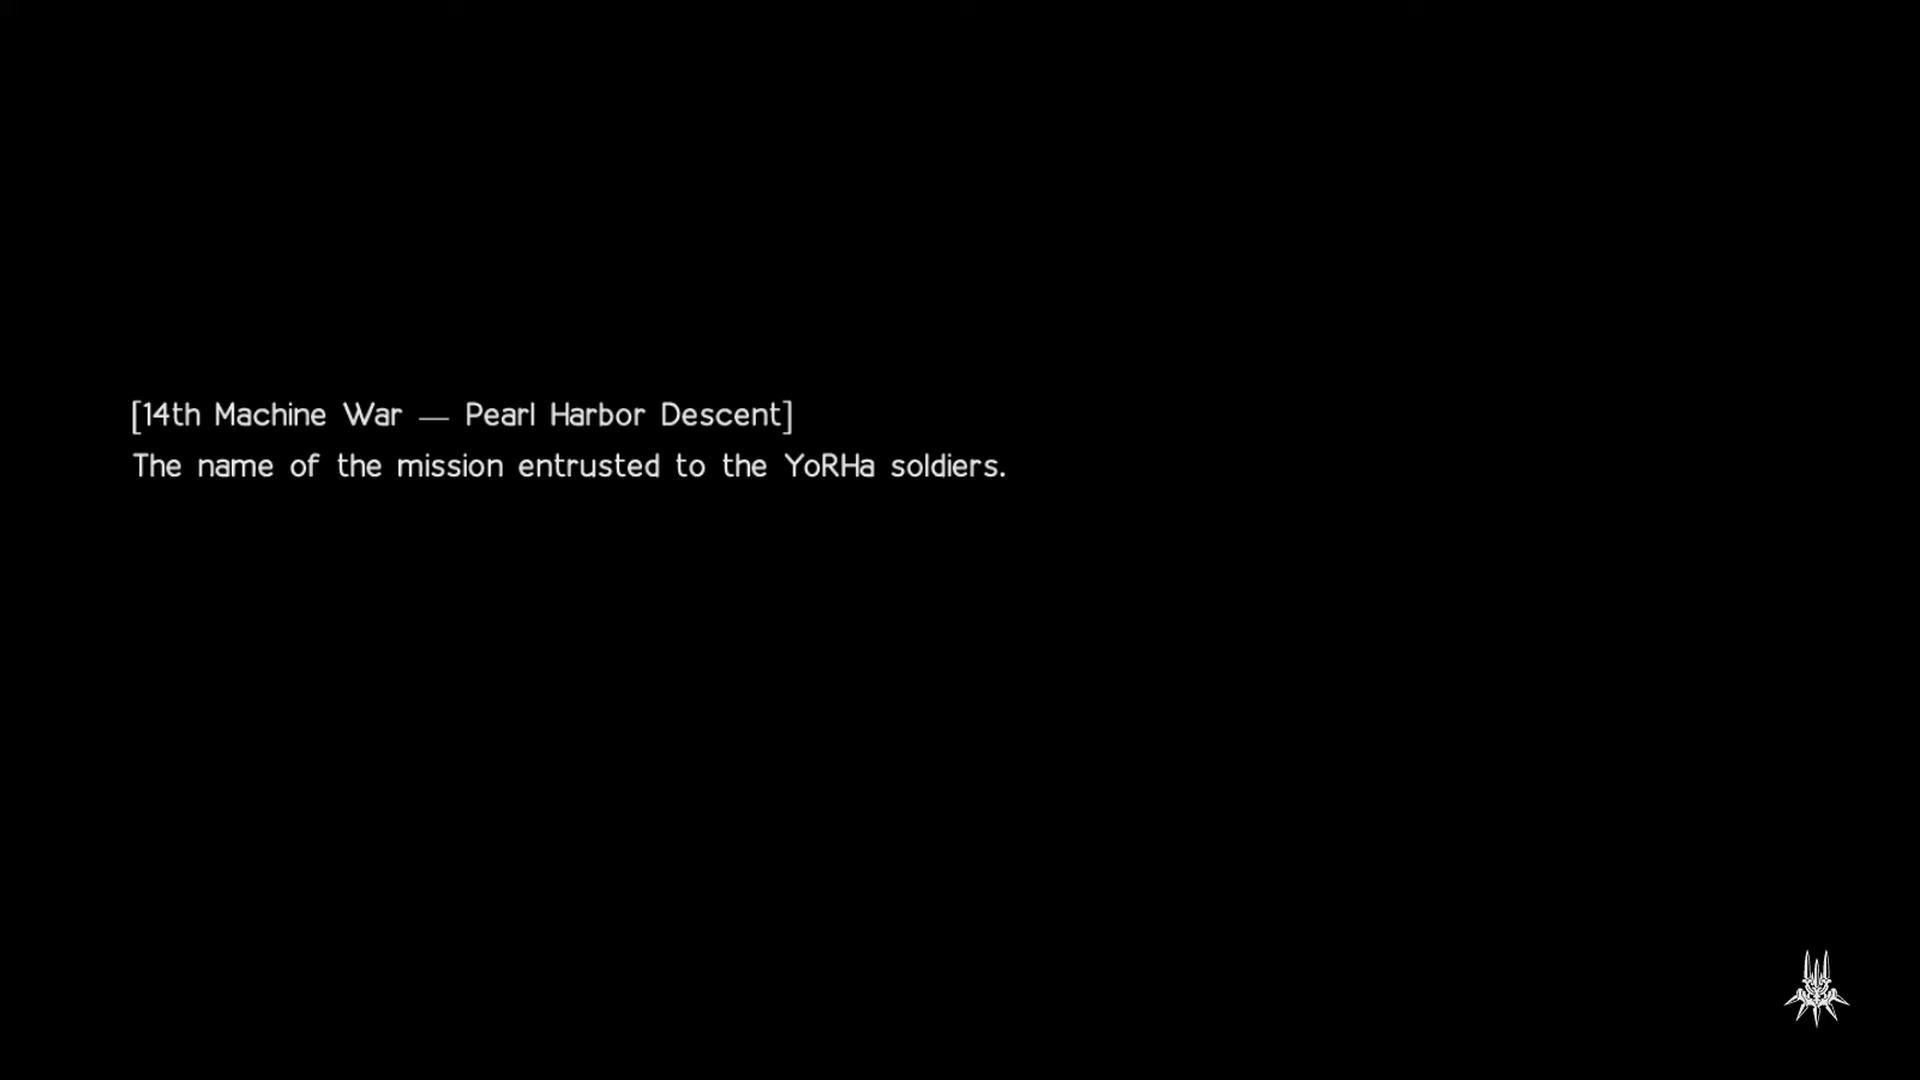 [14th Machine War — Pearl Harbor Descent]
The name of the mission entrusted to the YoRHa soldiers.